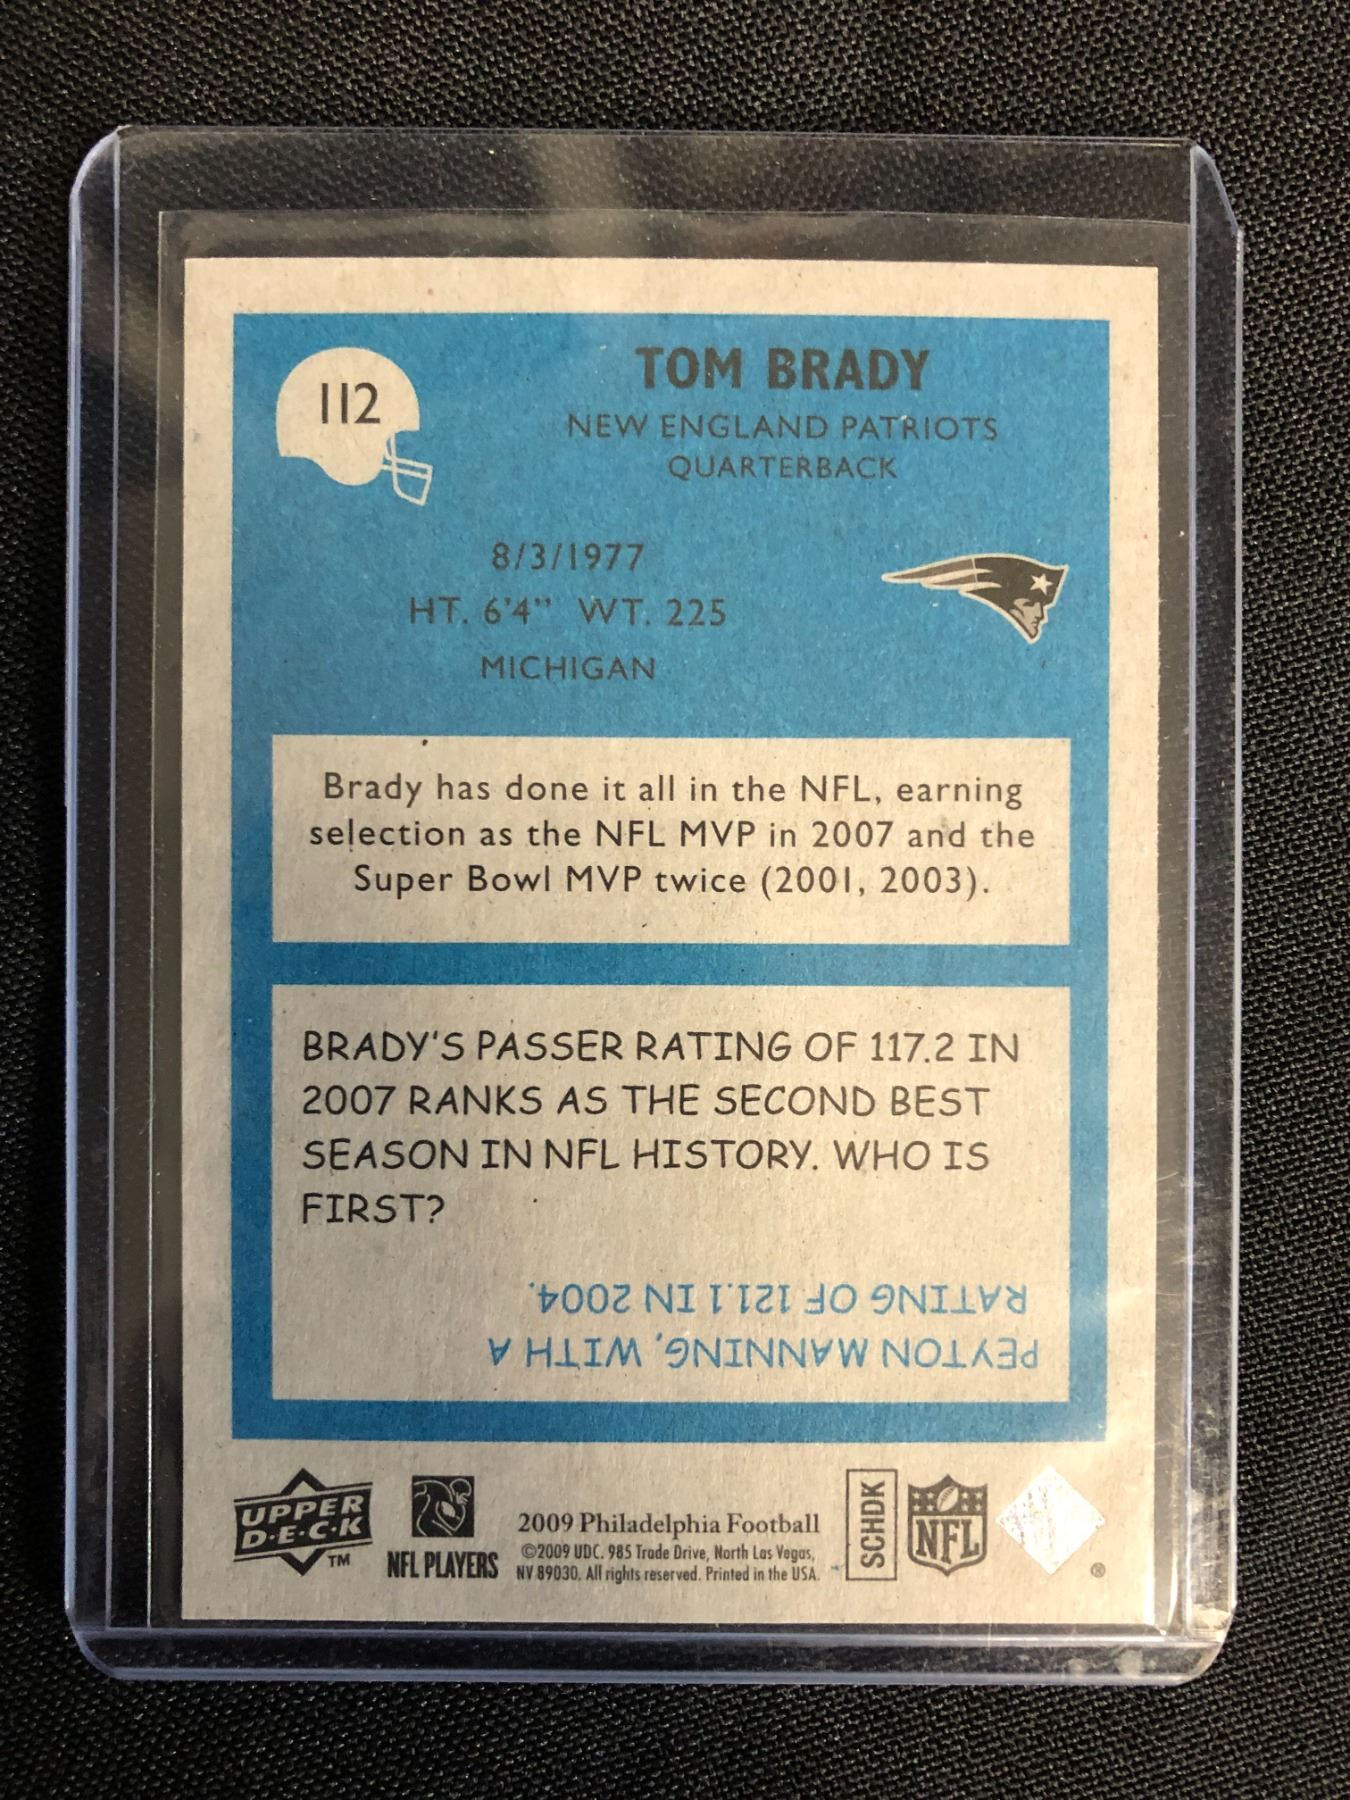 112
TOM BRADY
NEW ENGLAND PATRIOTS
QUARTERBACK
8/3/1977
HT. 6'4" WT. 225
MICHIGAN
Brady has done it all in the NFL, earning
selection as the NFL MVP in 2007 and the
Super Bowl MVP twice (2001, 2003).
BRADY'S PASSER RATING OF 117.2 IN
2007 RANKS AS THE SECOND BEST
SEASON IN NFL HISTORY. WHO IS
FIRST?
PEYTON MANNING, WITH A
RATING OF 121.1 IN 2004.
UPPER
D·E·C·K
TM
NFL PLAYERS
2009 Philadelphia Football
©2009 UDC. 985 Trade Drive, North Las Vegas,
NV 89030. All rights reserved. Printed in the USA.
SCHDK
NFL
®